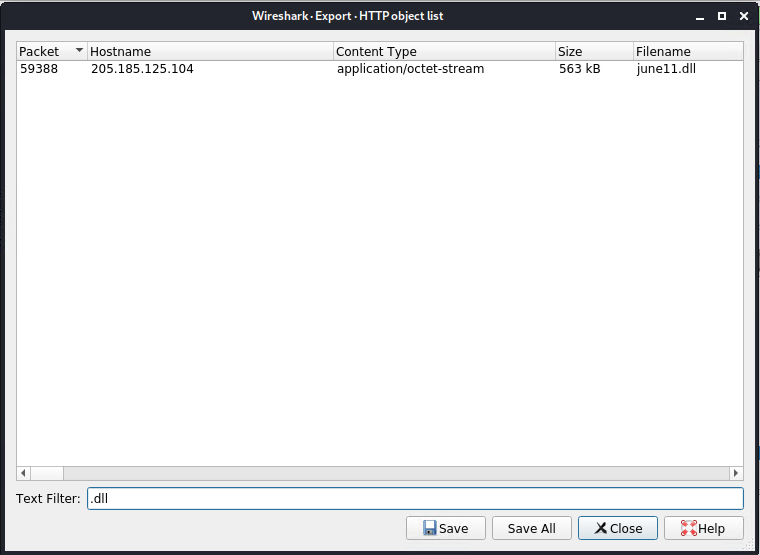 Wireshark · Export · HTTP object list
Packet Hostname Content Type Size Filename
59388 205.185.125.104 application/octet-stream 563 kB june11.dll
Text Filter: .dll
Save Save All Close Help